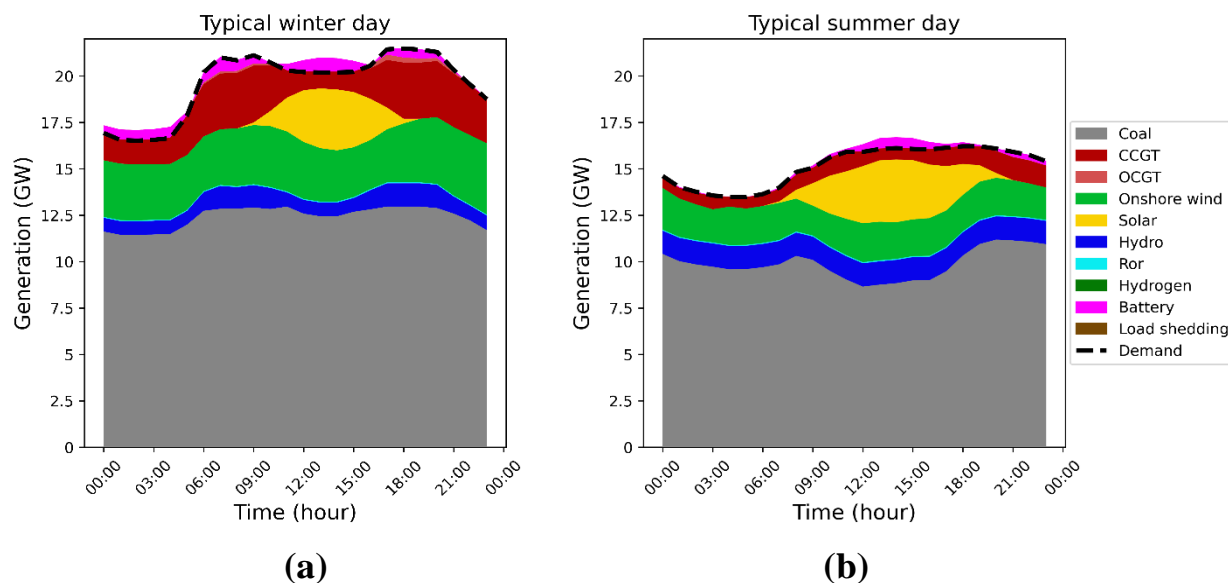 Typical winter day
Generation (GW)
20
17.5
15
12.5
10
7.5
5
2.5
0
00:00
03:00
06:00
09:00
12:00
15:00
18:00
21:00
00:00
Time (hour)
(a)
Typical summer day
Generation (GW)
20
17.5
15
12.5
10
7.5
5
2.5
0
00:00
03:00
06:00
09:00
12:00
15:00
18:00
21:00
00:00
Time (hour)
(b)
Coal
CCGT
OCGT
Onshore wind
Solar
Hydro
Ror
Hydrogen
Battery
Load shedding
Demand